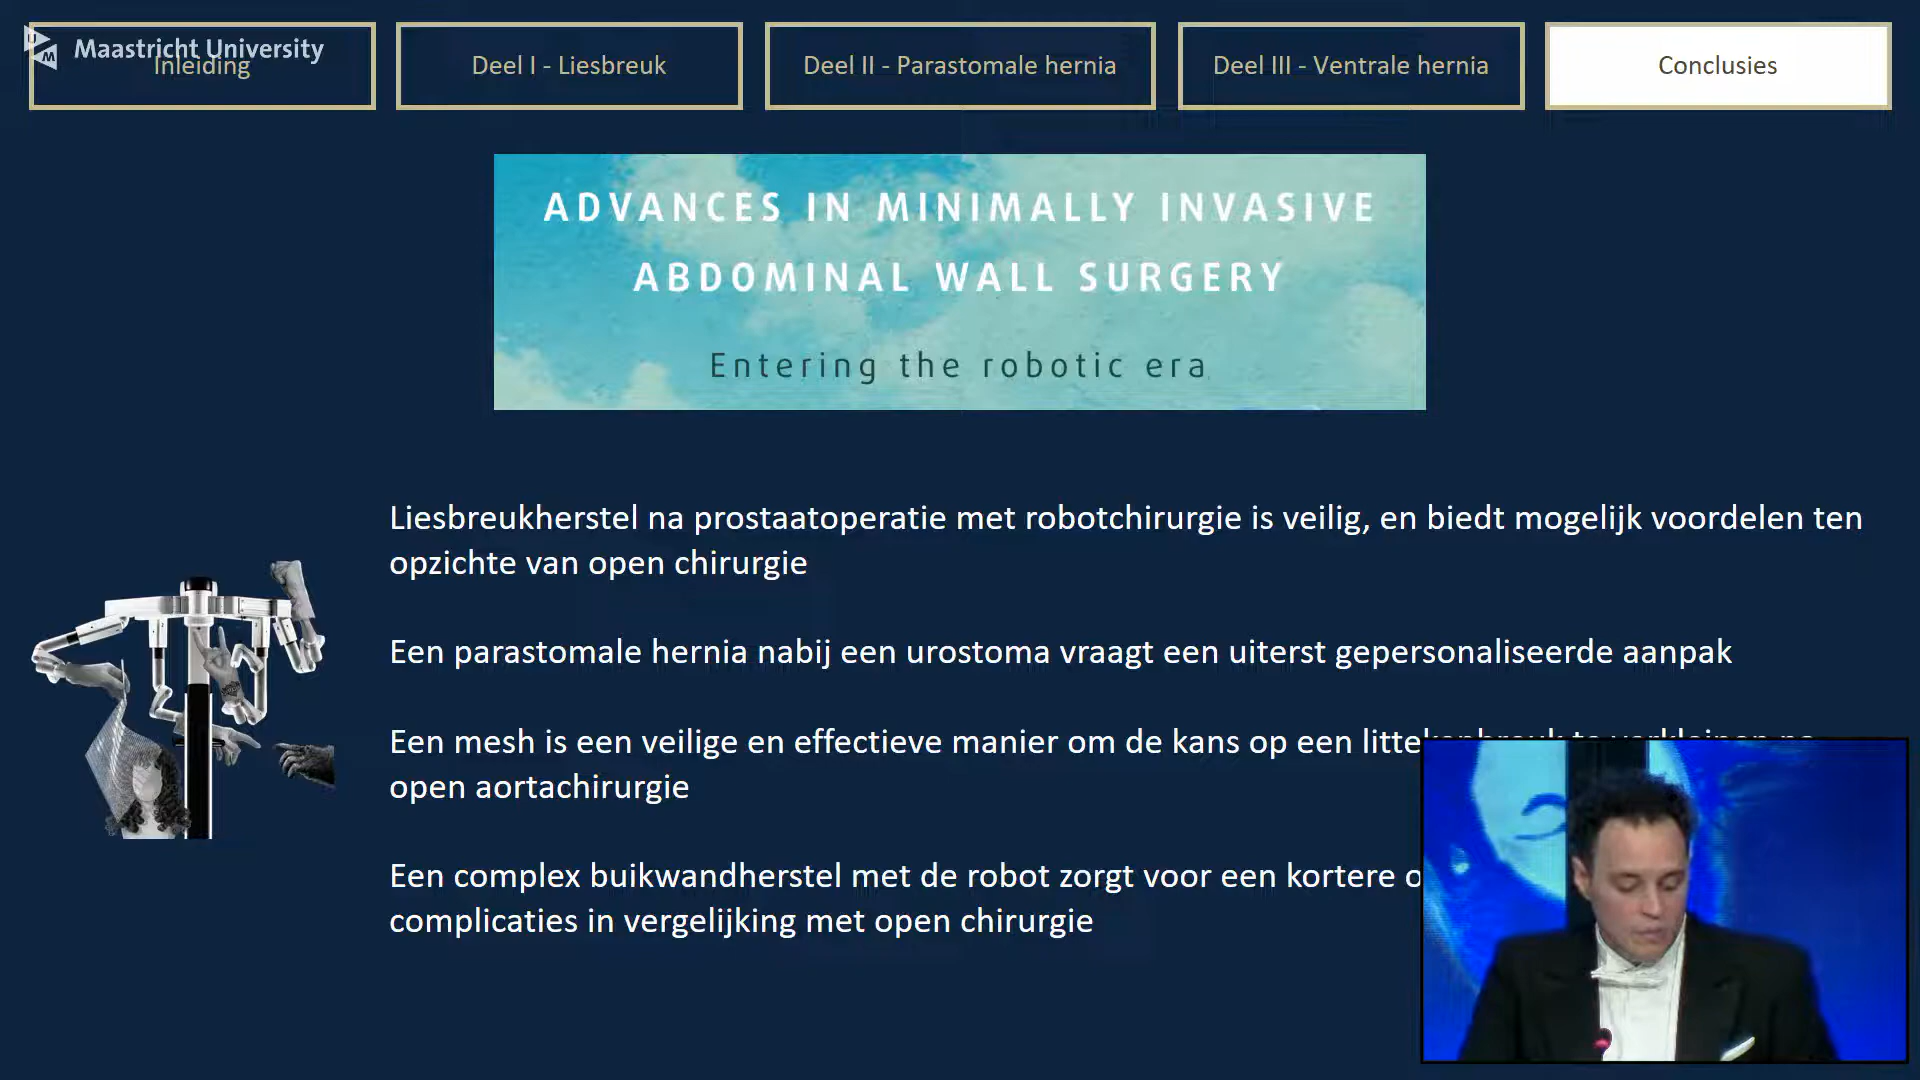 Maastricht University
Inleiding
Deel I - Liesbreuk
Deel II - Parastomale hernia
Deel III - Ventrale hernia
Conclusies
ADVANCES IN MINIMALLY INVASIVE
ABDOMINAL WALL SURGERY
Entering the robotic era
Liesbreukherstel na prostaatoperatie met robotchirurgie is veilig, en biedt mogelijk voordelen ten
opzichte van open chirurgie
Een parastomale hernia nabij een urostoma vraagt een uiterst gepersonaliseerde aanpak
Een mesh is een veilige en effectieve manier om de kans op een littekenbreuk te verkleinen na
open aortachirurgie
Een complex buikwandherstel met de robot zorgt voor een kortere
complicaties in vergelijking met open chirurgie